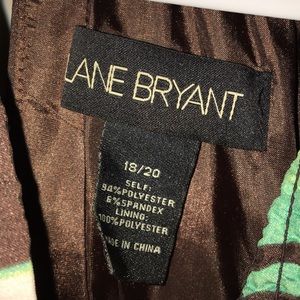 LANE BRYANT
18/20
SELF:
94%POLYESTER
6%SPANDEX
LINING:
100%POLYESTER
MADE IN CHINA